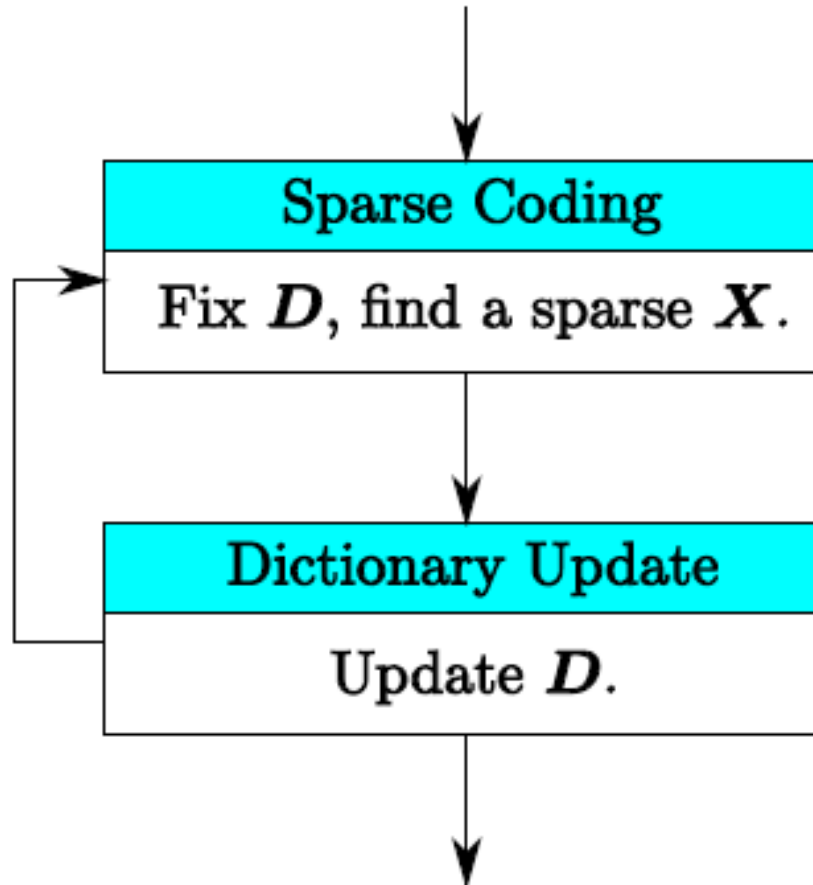 Sparse Coding
Fix D, find a sparse X.
Dictionary Update
Update D.